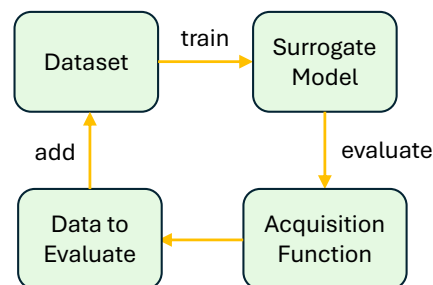 Dataset
train
Surrogate
Model
add
evaluate
Data to
Evaluate
Acquisition
Function